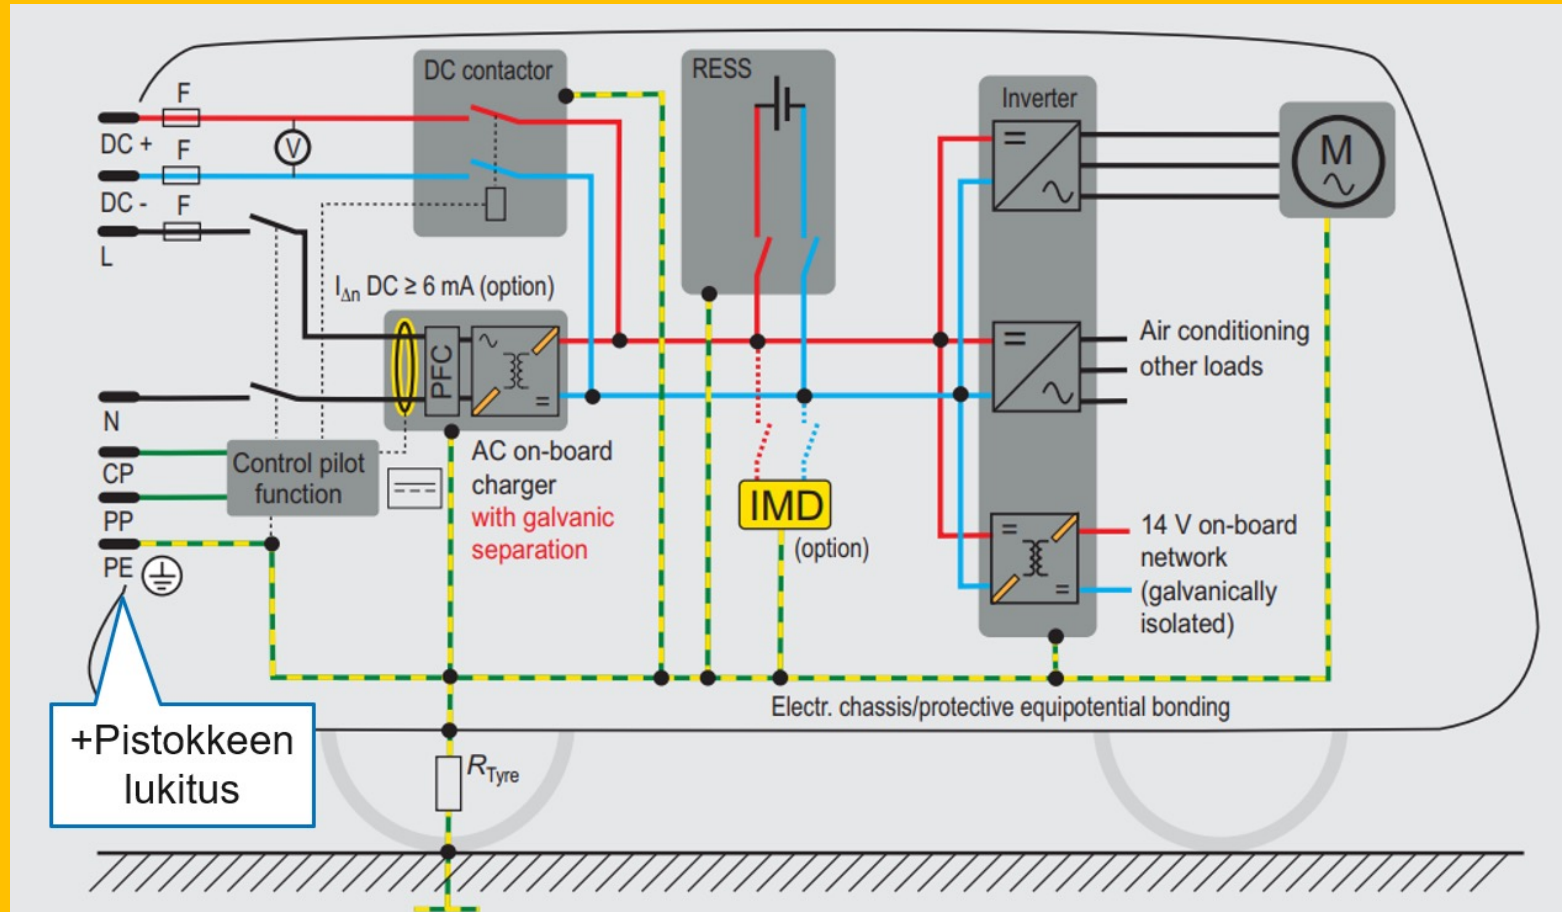 F
DC +
V
F
DC -
F
L
DC contactor
RESS
Inverter
M
I∆n DC ≥ 6 mA (option)
PFC
N
CP
PP
PE
Control pilot
function
AC on-board
charger
with galvanic
separation
IMD
(option)
Air conditioning
other loads
14 V on-board
network
(galvanically
isolated)
Electr. chassis/protective equipotential bonding
+Pistokkeen
lukitus
RTyre